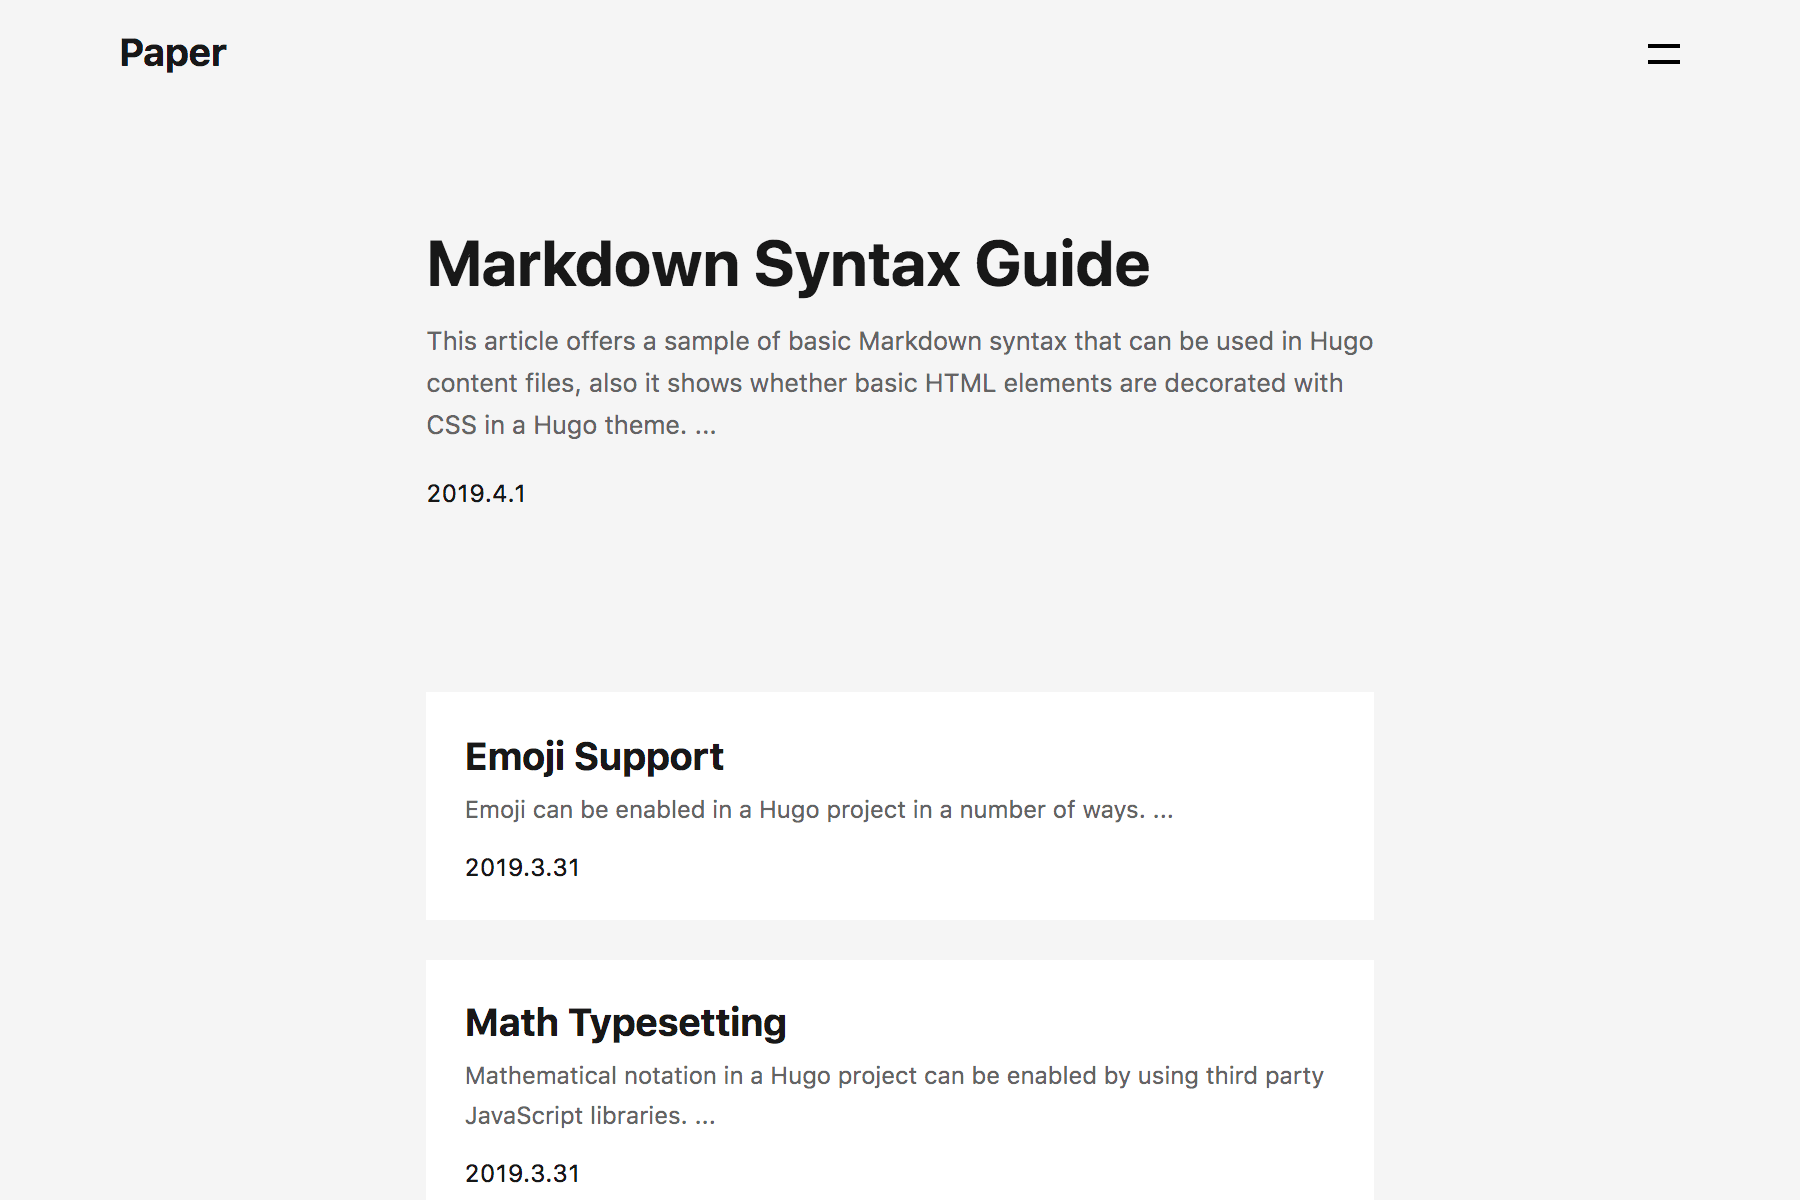 Paper
Markdown Syntax Guide
This article offers a sample of basic Markdown syntax that can be used in Hugo
content files, also it shows whether basic HTML elements are decorated with
CSS in a Hugo theme. ...
2019.4.1
Emoji Support
Emoji can be enabled in a Hugo project in a number of ways. ...
2019.3.31
Math Typesetting
Mathematical notation in a Hugo project can be enabled by using third party
JavaScript libraries. ...
2019.3.31